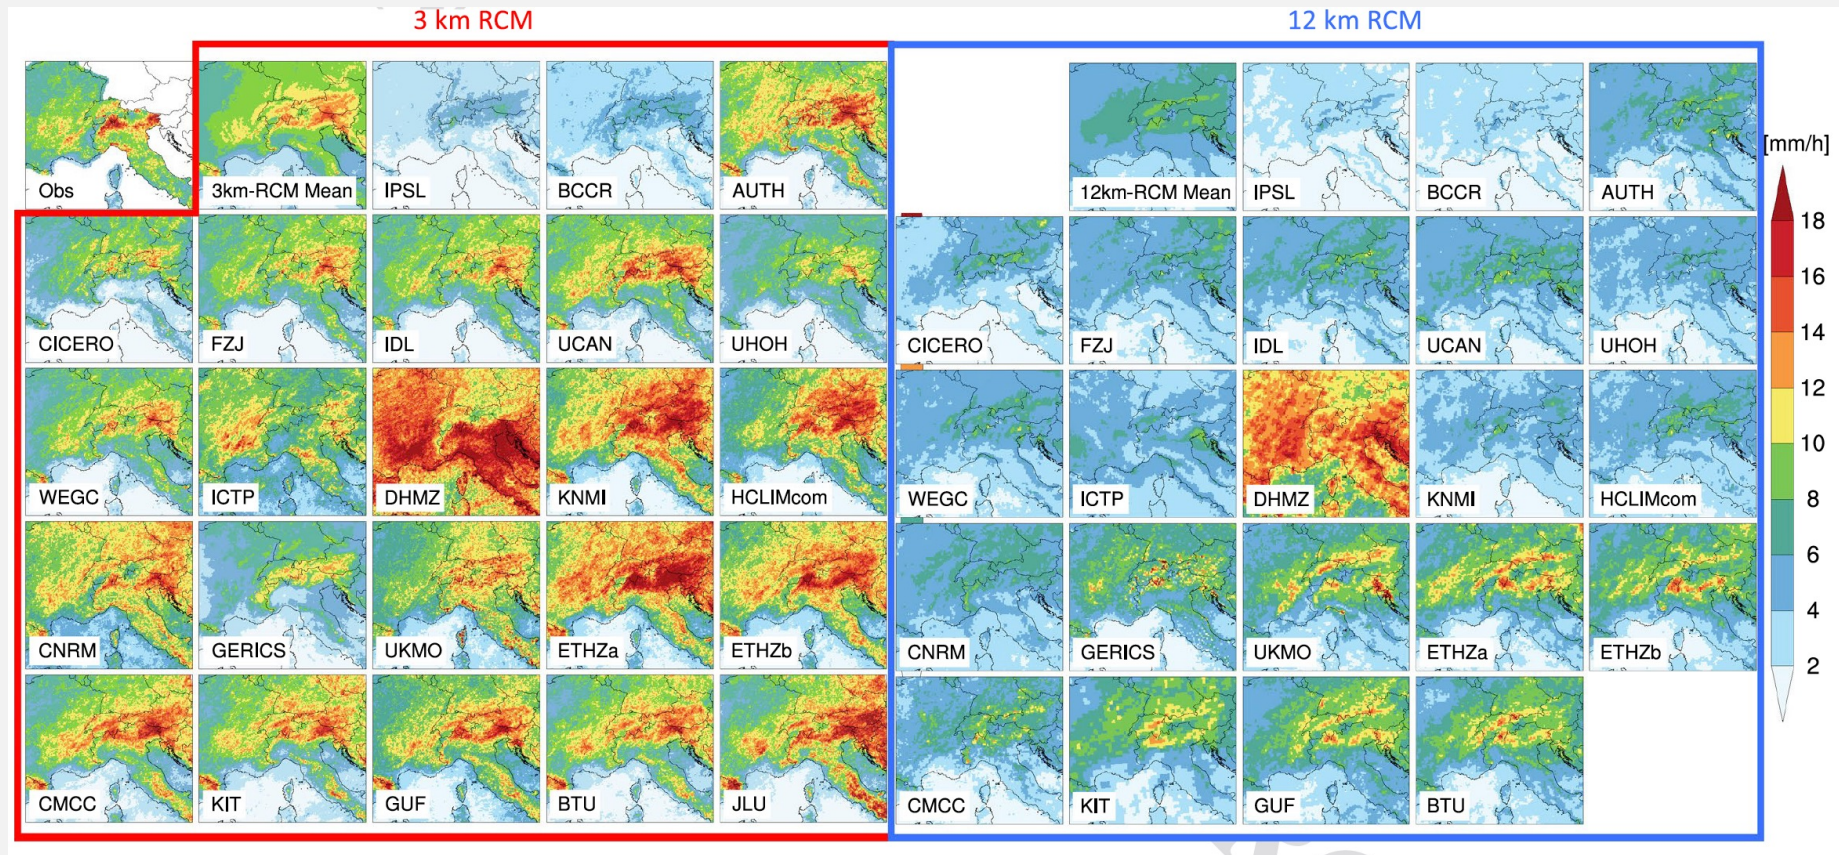 3 km RCM
12 km RCM
Obs
3km-RCM Mean
IPSL
BCCR
AUTH
12km-RCM Mean
IPSL
BCCR
AUTH
[mm/h]
CICERO
FZJ
IDL
UCAN
UHOH
CICERO
FZJ
IDL
UCAN
UHOH
WEGC
ICTP
DHMZ
KNMI
HCLIMcom
WEGC
ICTP
DHMZ
KNMI
HCLIMcom
CNRM
GERICS
UKMO
ETHZa
ETHZb
CNRM
GERICS
UKMO
ETHZa
ETHZb
CMCC
KIT
GUF
BTU
JLU
CMCC
KIT
GUF
BTU
18
16
14
12
10
8
6
4
2